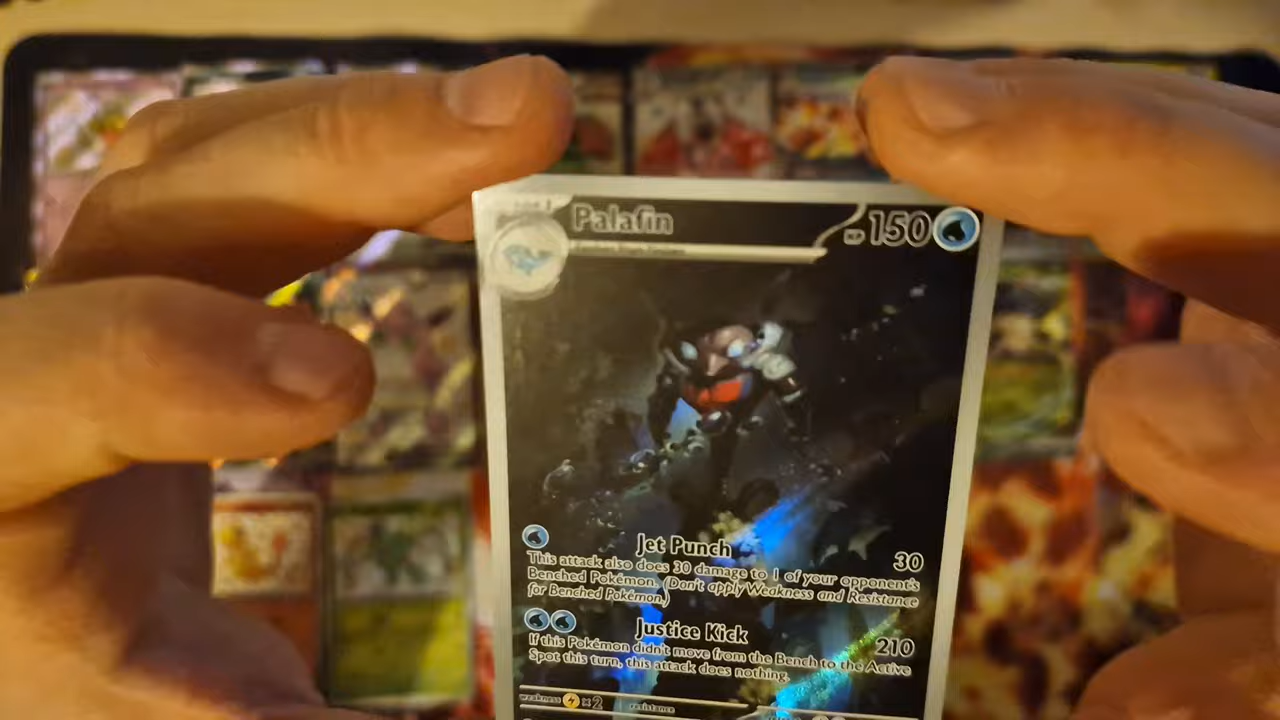 Palafin
HP 150
Jet Punch
30
This attack also does 30 damage to 1 of your opponent's
Benched Pokémon. (Don't apply Weakness and Resistance
for Benched Pokémon.)
Justice Kick
210
If this Pokémon didn't move from the Bench to the Active
Spot this turn, this attack does nothing.
weakness ×2 resistance